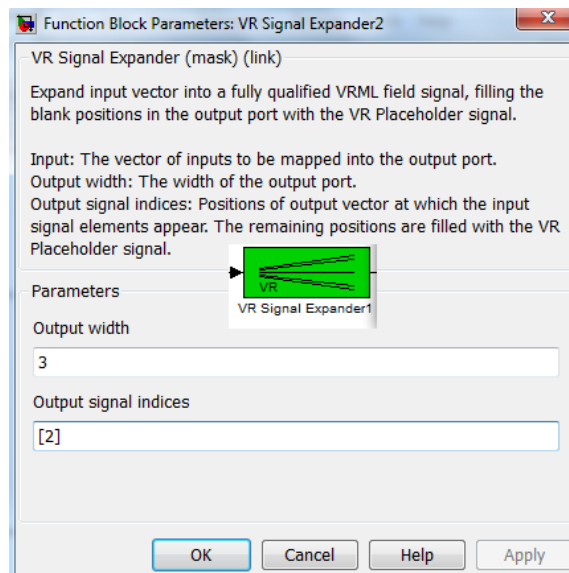 Function Block Parameters: VR Signal Expander2
VR Signal Expander (mask) (link)
Expand input vector into a fully qualified VRML field signal, filling the
blank positions in the output port with the VR Placeholder signal.
Input: The vector of inputs to be mapped into the output port.
Output width: The width of the output port.
Output signal indices: Positions of output vector at which the input
signal elements appear. The remaining positions are filled with the VR
Placeholder signal.
VR
VR Signal Expander1
Parameters
Output width
3
Output signal indices
[2]
OK Cancel Help Apply